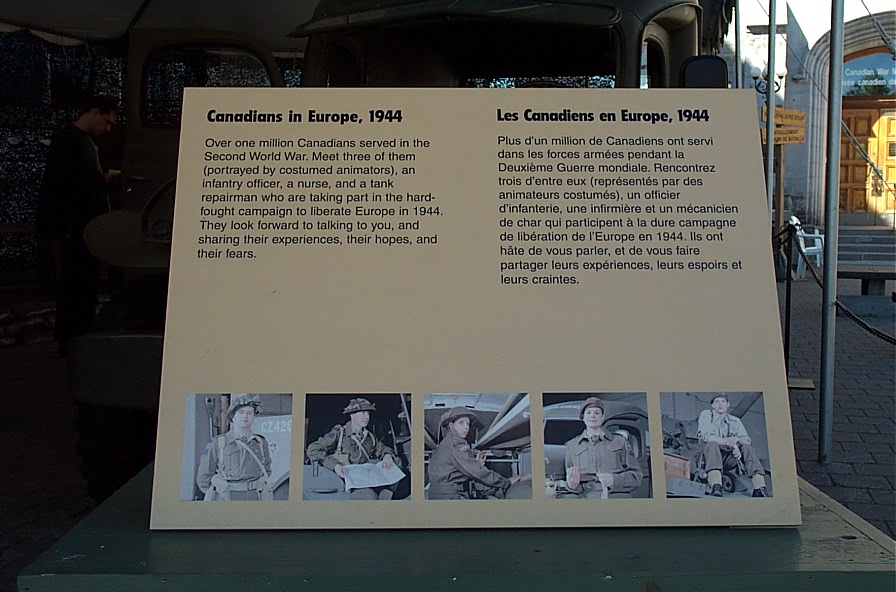 Canadians in Europe, 1944
Over one million Canadians served in the
Second World War. Meet three of them
(portrayed by costumed animators), an
infantry officer, a nurse, and a tank
repairman who are taking part in the hard-
fought campaign to liberate Europe in 1944.
They look forward to talking to you, and
sharing their experiences, their hopes, and
their fears.
Les Canadiens en Europe, 1944
Plus d'un million de Canadiens ont servi
dans les forces armées pendant la
Deuxième Guerre mondiale. Rencontrez
trois d'entre eux (représentés par des
animateurs costumés), un officier
d'infanterie, une infirmière et un mécanicien
de char qui participent à la dure campagne
de libération de l'Europe en 1944. Ils ont
hâte de vous parler, et de vous faire
partager leurs expériences, leurs espoirs et
leurs craintes.
CZ420
Canadian War
canadien de